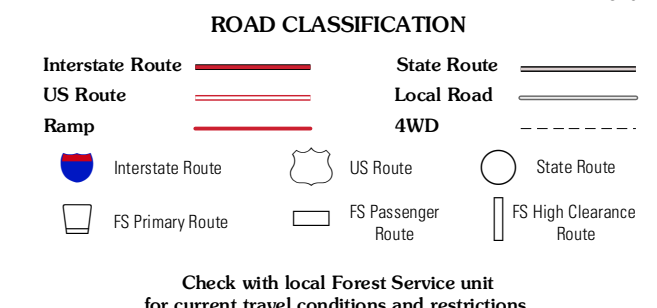 ROAD CLASSIFICATION
Interstate Route
State Route
US Route
Local Road
Ramp
4WD
Interstate Route
US Route
State Route
FS Primary Route
FS Passenger
Route
FS High Clearance
Route
Check with local Forest Service unit
for current travel conditions and restrictions